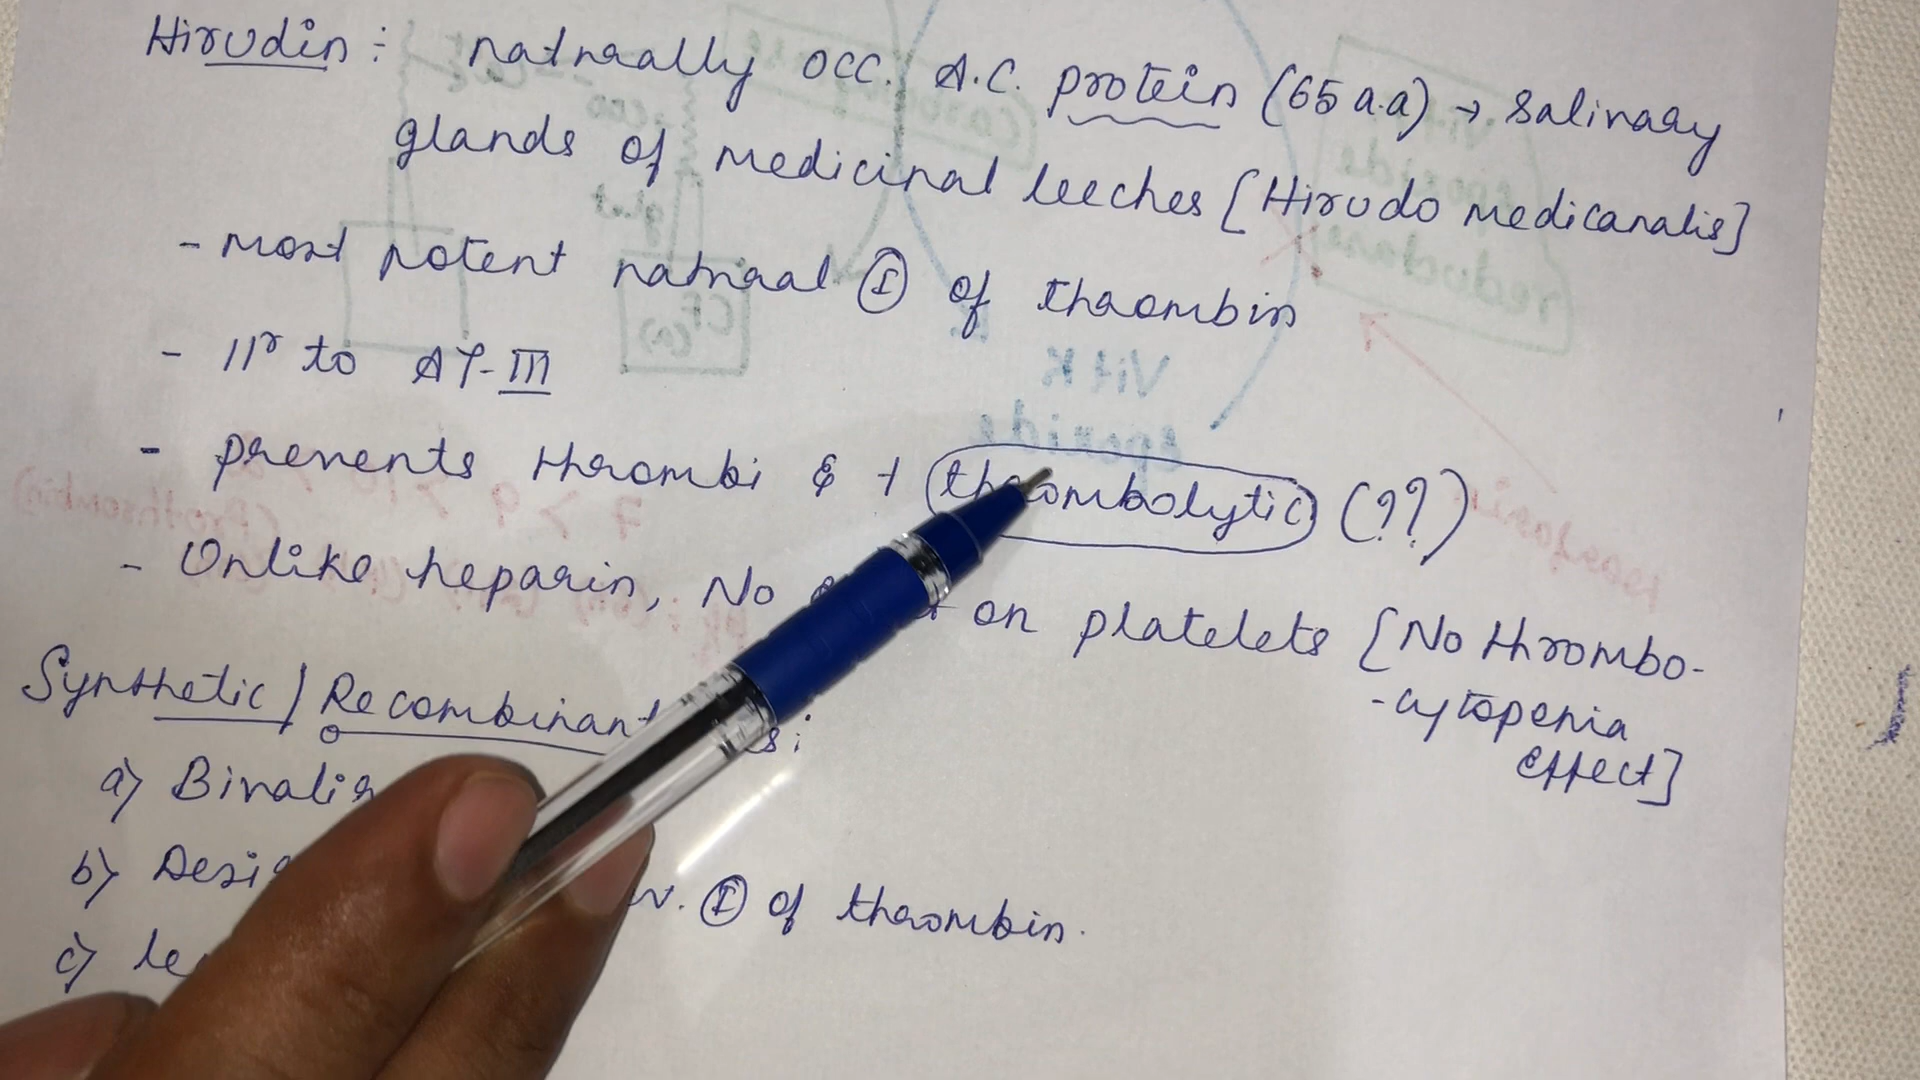 Hirudin : naturally occ. A.C. protein (65 a.a) → Salivary
glands of medicinal leeches [Hirudo medicanalis]
- most potent natural Ⓘ of thrombin
- 11r to AT-III
- prevents thrombi & + thrombolytic (??)
- Unlike heparin, No on platelets [No thrombo-
-cytopenia
effect]
Synthetic / Recombinant
a) Bivalir
b) Desi v. Ⓘ of thrombin.
c) le